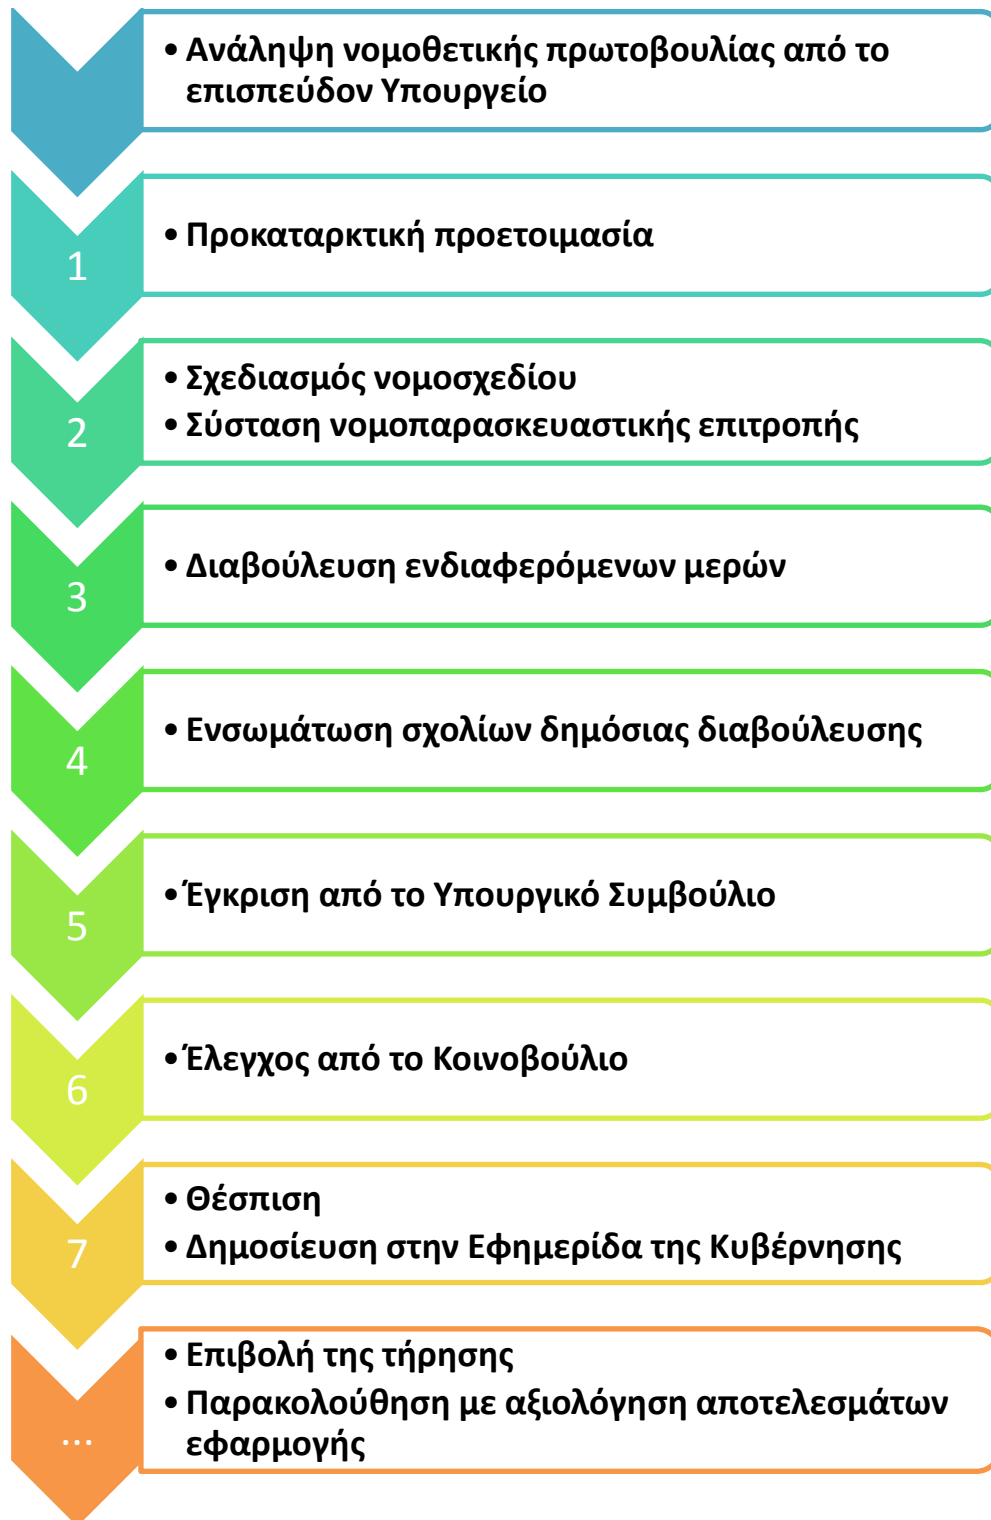 • Ανάληψη νομοθετικής πρωτοβουλίας από το
επισπεύδον Υπουργείο
1
• Προκαταρκτική προετοιμασία
2
• Σχεδιασμός νομοσχεδίου
• Σύσταση νομοπαρασκευαστικής επιτροπής
3
• Διαβούλευση ενδιαφερόμενων μερών
4
• Ενσωμάτωση σχολίων δημόσιας διαβούλευσης
5
• Έγκριση από το Υπουργικό Συμβούλιο
6
• Έλεγχος από το Κοινοβούλιο
7
• Θέσπιση
• Δημοσίευση στην Εφημερίδα της Κυβέρνησης
...
• Επιβολή της τήρησης
• Παρακολούθηση με αξιολόγηση αποτελεσμάτων
εφαρμογής